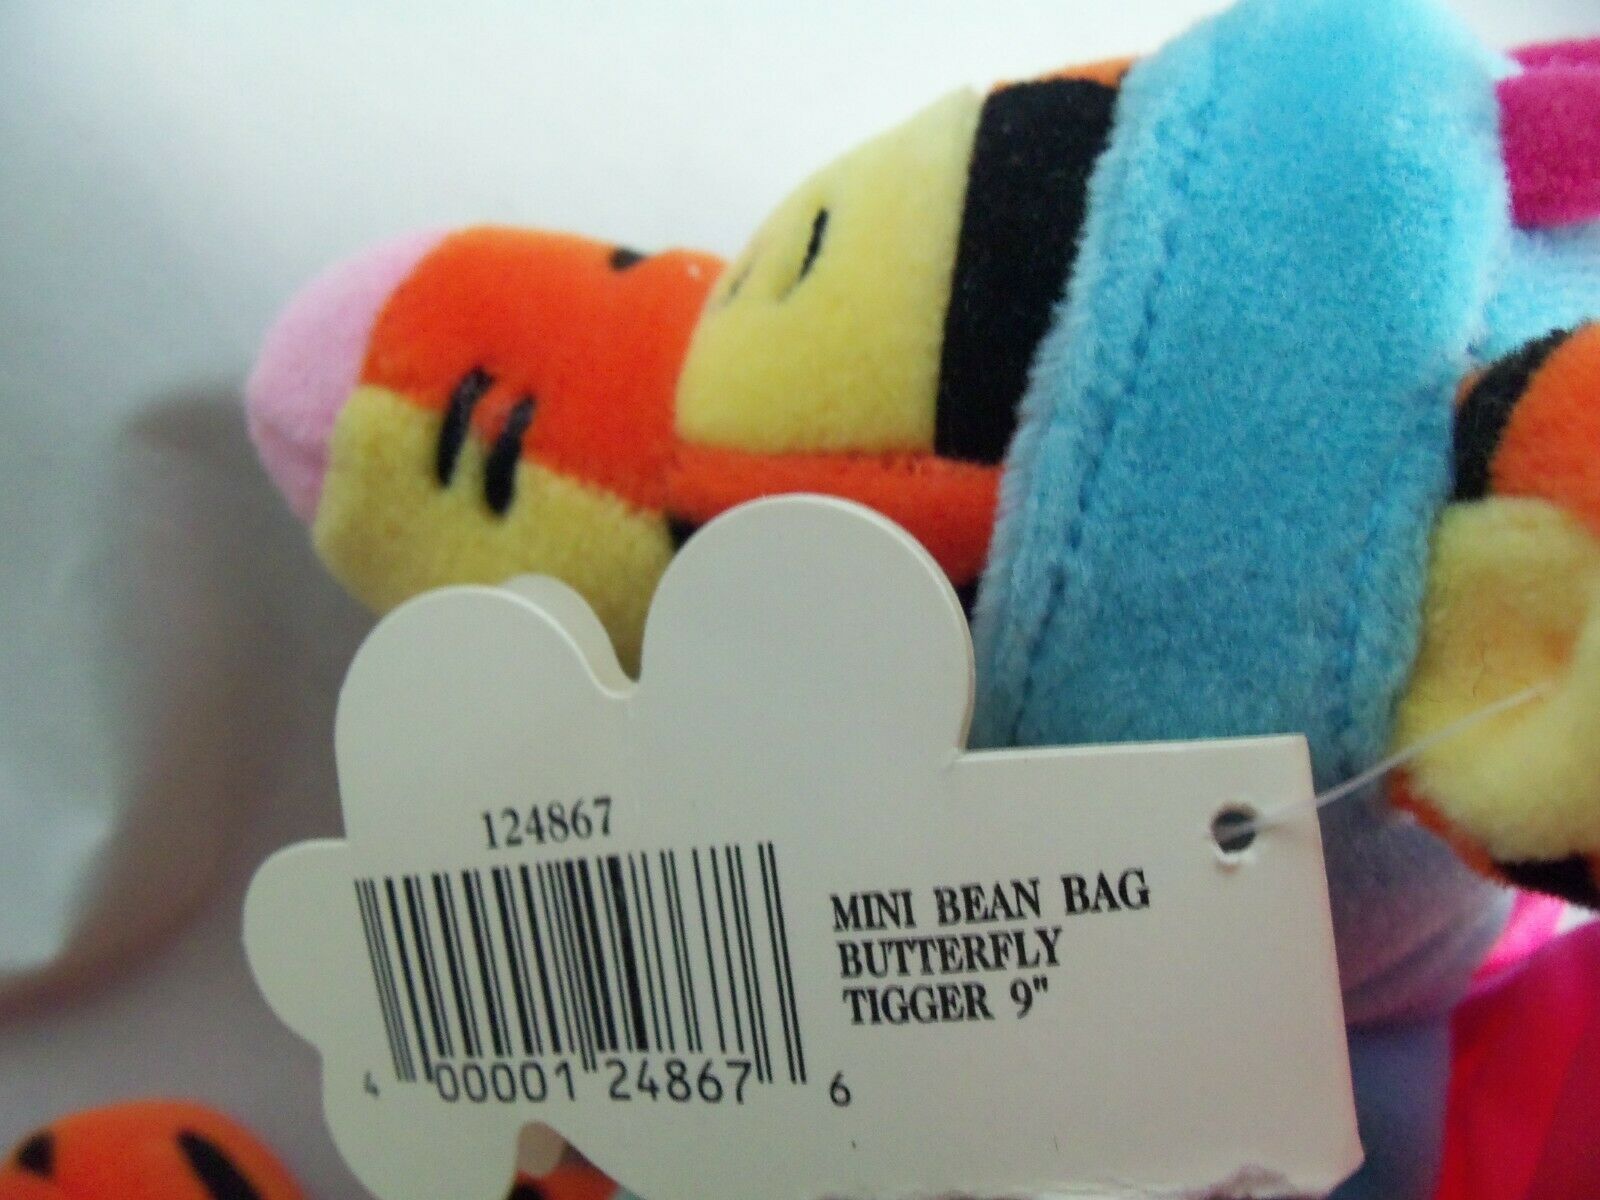 124867
MINI BEAN BAG
BUTTERFLY
TIGGER 9"
4 00001 24867 6